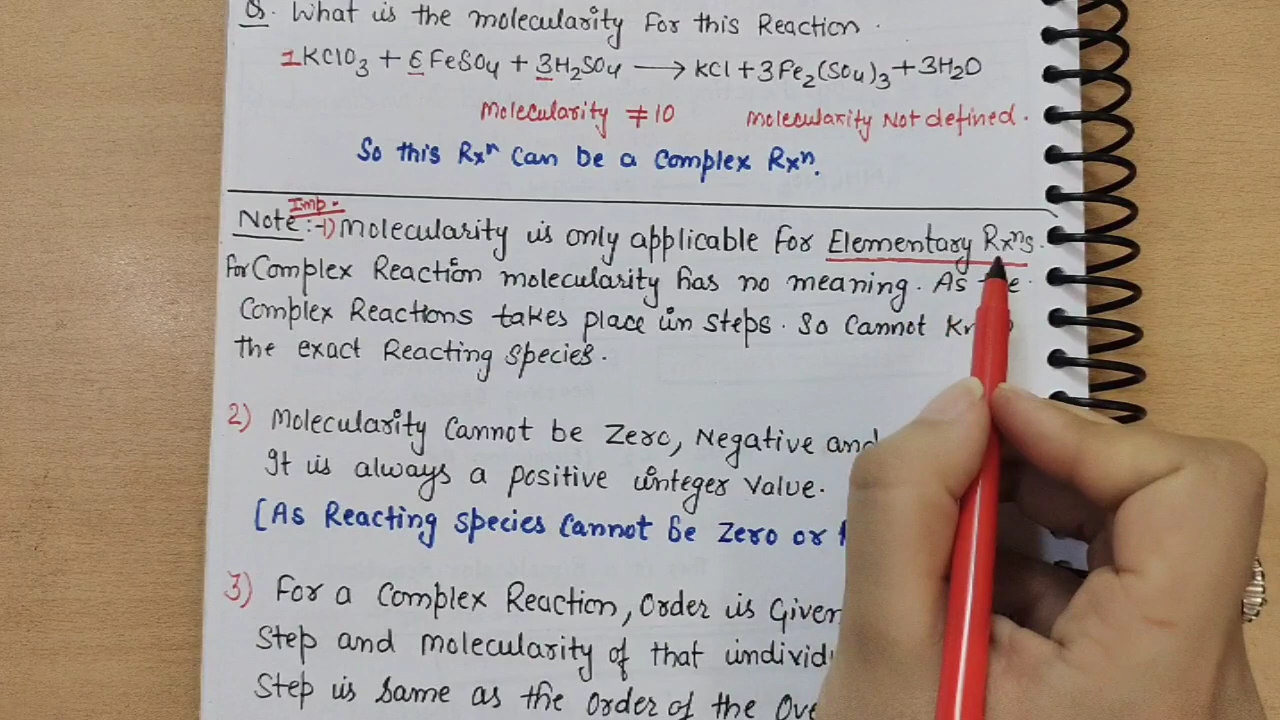 Q. What is the molecularity For this Reaction.
1KClO3 + 6FeSO4 + 3H2SO4 ⟶ KCl + 3Fe2(SO4)3 + 3H2O
Molecularity ≠ 10 Molecularity Not defined.
So this Rxⁿ Can be a Complex Rxⁿ.
Imp.
Note :- 1) Molecularity is only applicable for Elementary Rxⁿs.
For Complex Reaction molecularity has no meaning. As
Complex Reactions takes place in steps. So Cannot
the exact Reacting Species.
2) Molecularity Cannot be Zero, Negative and
It is always a positive integer Value.
[As Reacting Species Cannot be Zero or
3) For a Complex Reaction, Order is Given
Step and molecularity of that
Step is Same as the Order of the